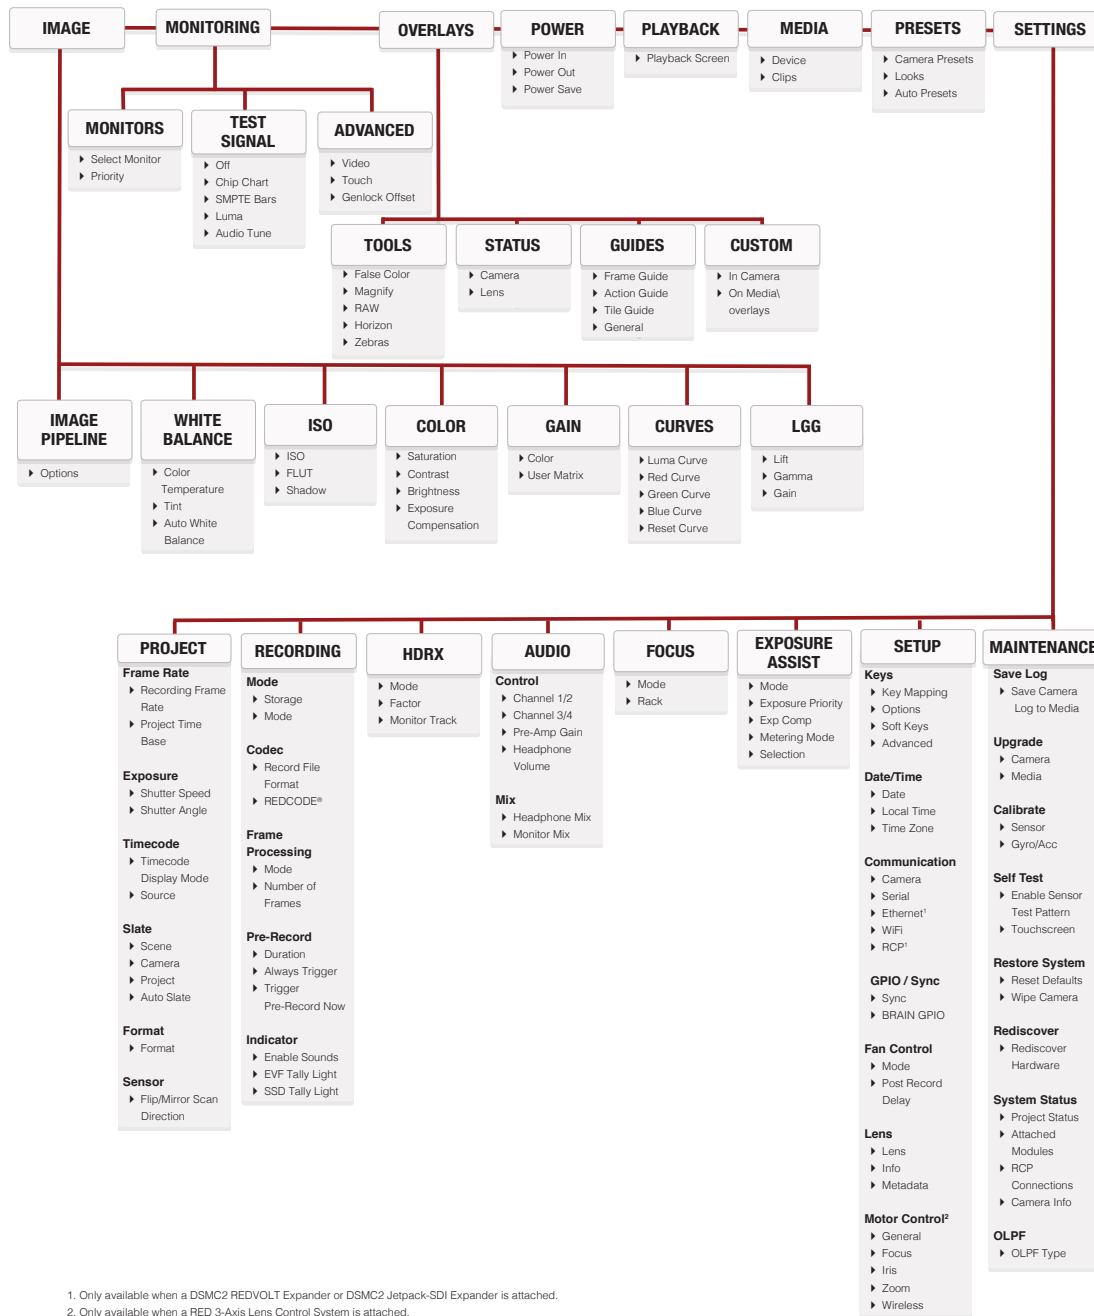 IMAGE
MONITORING
OVERLAYS
POWER
Power In
Power Out
Power Save
PLAYBACK
Playback Screen
MEDIA
Device
Clips
PRESETS
Camera Presets
Looks
Auto Presets
SETTINGS
MONITORS
Select Monitor
Priority
TEST
SIGNAL
Off
Chip Chart
SMPTE Bars
Luma
Audio Tune
ADVANCED
Video
Touch
Genlock Offset
TOOLS
False Color
Magnify
RAW
Horizon
Zebras
STATUS
Camera
Lens
GUIDES
Frame Guide
Action Guide
Tile Guide
General
CUSTOM
In Camera
On Media\
overlays
IMAGE
PIPELINE
Options
WHITE
BALANCE
Color
Temperature
Tint
Auto White
Balance
ISO
ISO
FLUT
Shadow
COLOR
Saturation
Contrast
Brightness
Exposure
Compensation
GAIN
Color
User Matrix
CURVES
Luma Curve
Red Curve
Green Curve
Blue Curve
Reset Curve
LGG
Lift
Gamma
Gain
PROJECT
Frame Rate
Recording Frame
Rate
Project Time
Base
Exposure
Shutter Speed
Shutter Angle
Timecode
Timecode
Display Mode
Source
Slate
Scene
Camera
Project
Auto Slate
Format
Format
Sensor
Flip/Mirror Scan
Direction
RECORDING
Mode
Storage
Mode
Codec
Record File
Format
REDCODE®
Frame
Processing
Mode
Number of
Frames
Pre-Record
Duration
Always Trigger
Trigger
Pre-Record Now
Indicator
Enable Sounds
EVF Tally Light
SSD Tally Light
HDRX
Mode
Factor
Monitor Track
AUDIO
Control
Channel 1/2
Channel 3/4
Pre-Amp Gain
Headphone
Volume
Mix
Headphone Mix
Monitor Mix
FOCUS
Mode
Rack
EXPOSURE
ASSIST
Mode
Exposure Priority
Exp Comp
Metering Mode
Selection
SETUP
Keys
Key Mapping
Options
Soft Keys
Advanced
Date/Time
Date
Local Time
Time Zone
Communication
Camera
Serial
Ethernet¹
WiFi
RCP¹
GPIO / Sync
Sync
BRAIN GPIO
Fan Control
Mode
Post Record
Delay
Lens
Lens
Info
Metadata
Motor Control²
General
Focus
Iris
Zoom
Wireless
MAINTENANCE
Save Log
Save Camera
Log to Media
Upgrade
Camera
Media
Calibrate
Sensor
Gyro/Acc
Self Test
Enable Sensor
Test Pattern
Touchscreen
Restore System
Reset Defaults
Wipe Camera
Rediscover
Rediscover
Hardware
System Status
Project Status
Attached
Modules
RCP
Connections
Camera Info
OLPF
OLPF Type
1. Only available when a DSMC2 REDVOLT Expander or DSMC2 Jetpack-SDI Expander is attached.
2. Only available when a RED 3-Axis Lens Control System is attached.